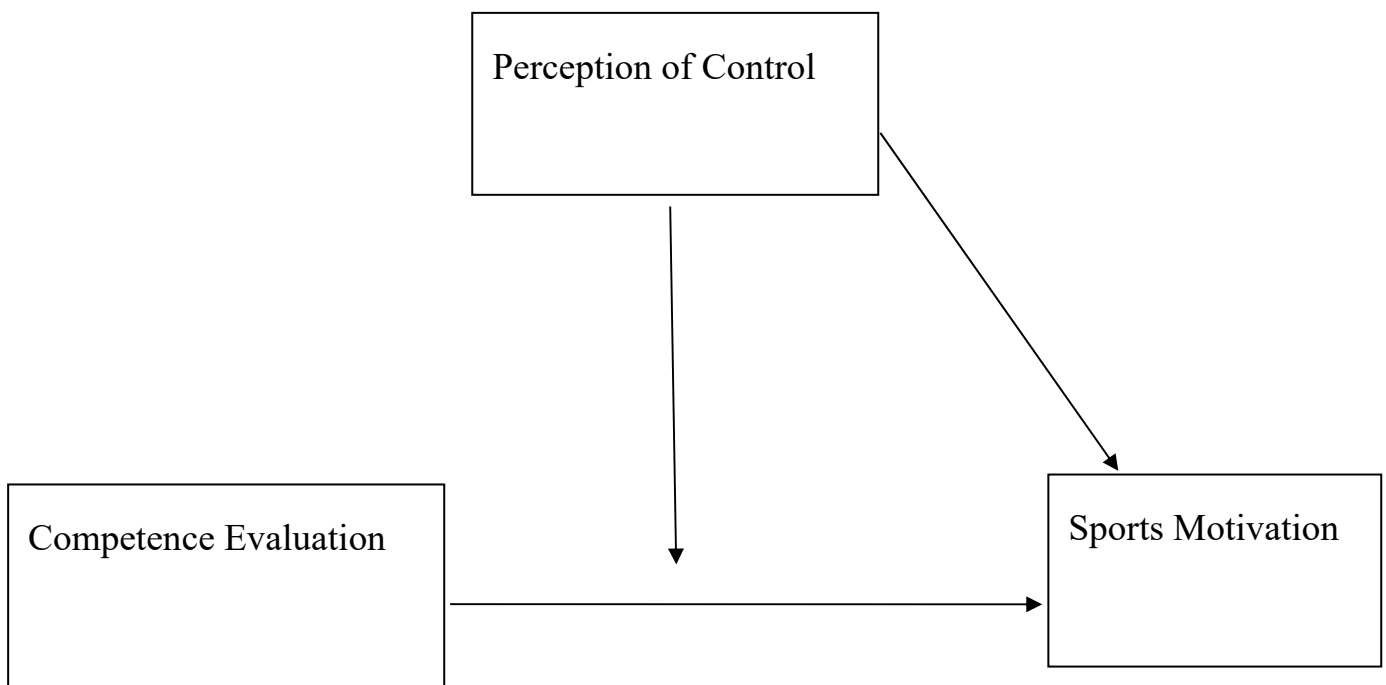 Perception of Control
Competence Evaluation
Sports Motivation